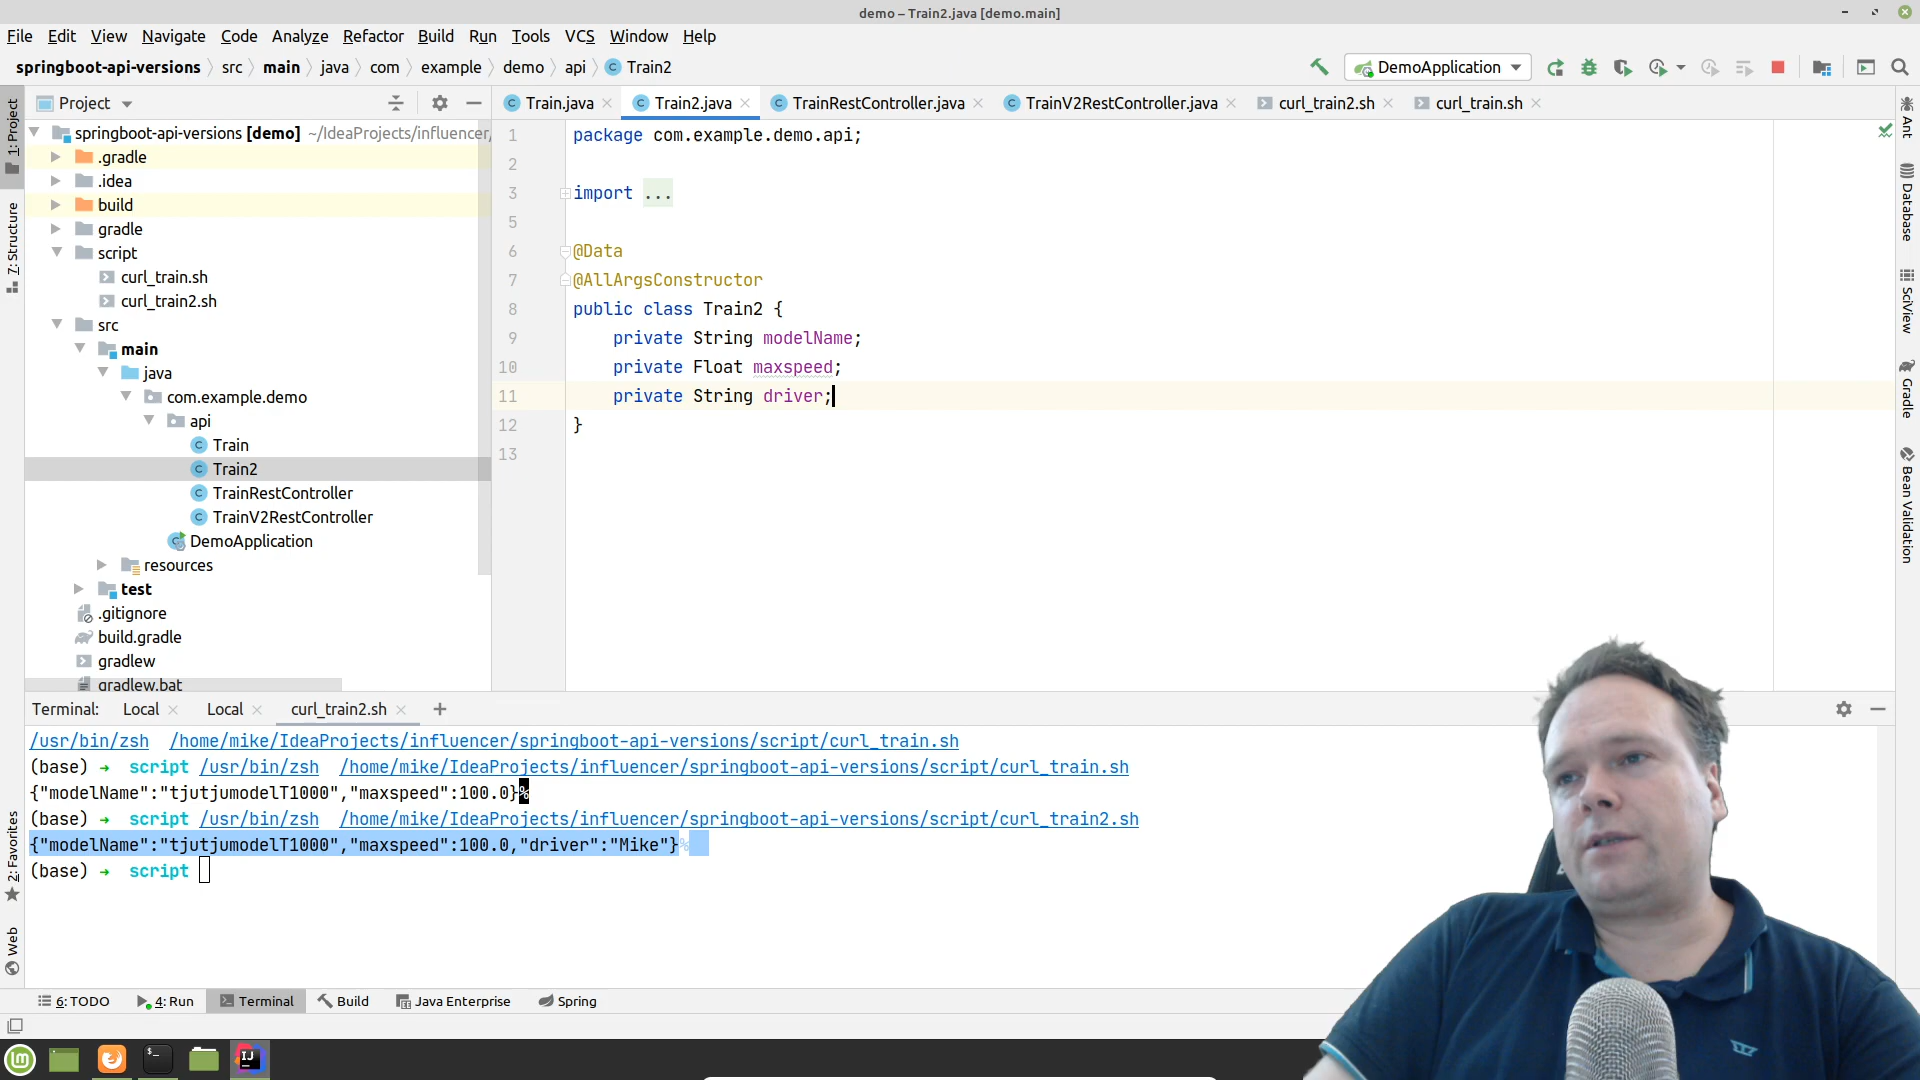 demo – Train2.java [demo.main]
File Edit View Navigate Code Analyze Refactor Build Run Tools VCS Window Help
springboot-api-versions src main java com example demo api Train2
DemoApplication
Project
Train.java Train2.java TrainRestController.java TrainV2RestController.java curl_train2.sh curl_train.sh
springboot-api-versions [demo] ~/IdeaProjects/influencer/
.gradle
.idea
build
gradle
script
curl_train.sh
curl_train2.sh
src
main
java
com.example.demo
api
Train
Train2
TrainRestController
TrainV2RestController
DemoApplication
resources
test
.gitignore
build.gradle
gradlew
gradlew.bat
1 package com.example.demo.api;
2
3 import ...
5
6 @Data
7 @AllArgsConstructor
8 public class Train2 {
9 private String modelName;
10 private Float maxspeed;
11 private String driver;
12 }
13
1: Project
7: Structure
2: Favorites
Web
Ant
Database
SciView
Gradle
Bean Validation
Terminal: Local Local curl_train2.sh
/usr/bin/zsh /home/mike/IdeaProjects/influencer/springboot-api-versions/script/curl_train.sh
(base) → script /usr/bin/zsh /home/mike/IdeaProjects/influencer/springboot-api-versions/script/curl_train.sh
{"modelName":"tjutjumodelT1000","maxspeed":100.0}%
(base) → script /usr/bin/zsh /home/mike/IdeaProjects/influencer/springboot-api-versions/script/curl_train2.sh
{"modelName":"tjutjumodelT1000","maxspeed":100.0,"driver":"Mike"}%
(base) → script
6: TODO 4: Run Terminal Build Java Enterprise Spring